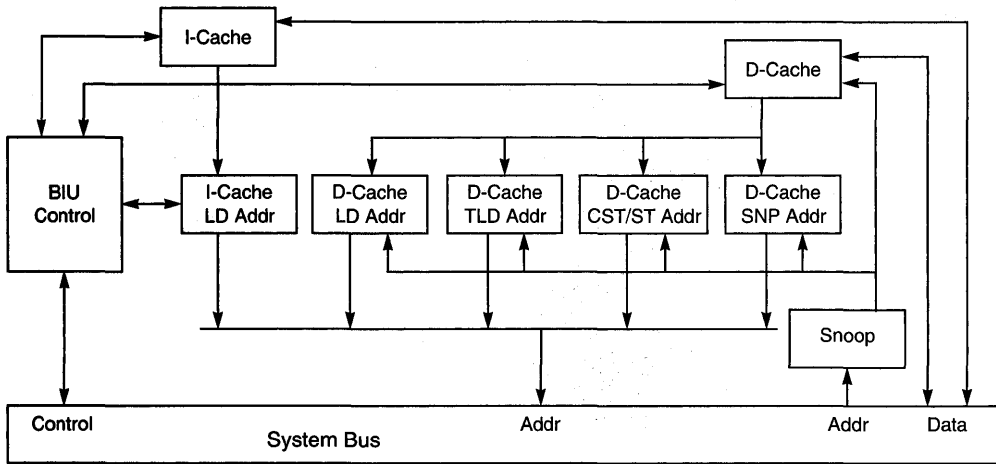 I-Cache
D-Cache
BIU
Control
I-Cache
LD Addr
D-Cache
LD Addr
D-Cache
TLD Addr
D-Cache
CST/ST Addr
D-Cache
SNP Addr
Snoop
Control
Addr
Addr
Data
System Bus